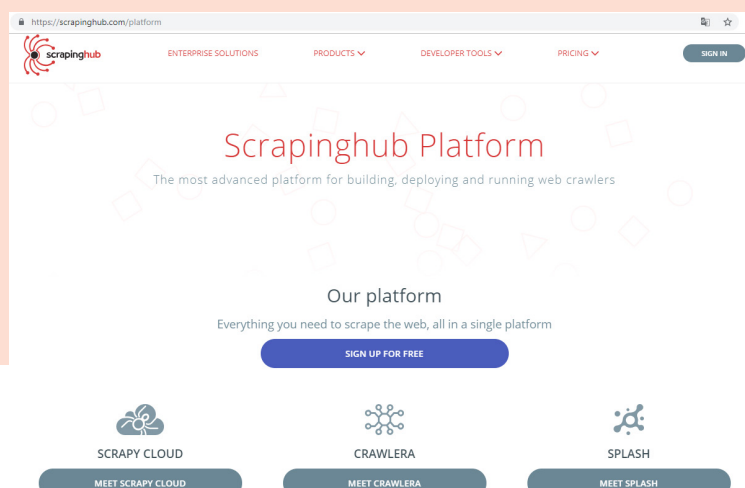 https://scrapinghub.com/platform
scrapinghub
ENTERPRISE SOLUTIONS
PRODUCTS
DEVELOPER TOOLS
PRICING
SIGN IN
Scrapinghub Platform
The most advanced platform for building, deploying and running web crawlers
Our platform
Everything you need to scrape the web, all in a single platform
SIGN UP FOR FREE
SCRAPY CLOUD
CRAWLERA
SPLASH
MEET SCRAPY CLOUD
MEET CRAWLERA
MEET SPLASH